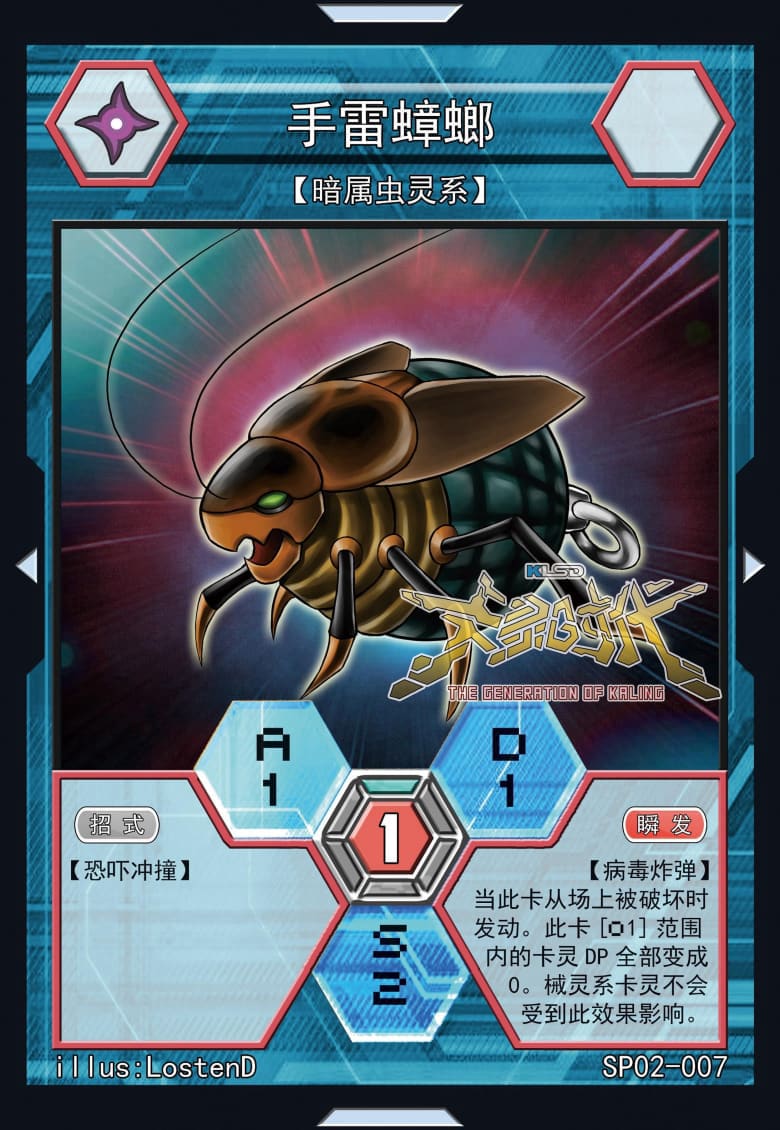 手雷蟑螂
【暗属虫灵系】
KLSD
卡灵时代
THE GENERATION OF KALING
A
1
D
1
1
招 式
【恐吓冲撞】
瞬 发
【病毒炸弹】
当此卡从场上被破坏时
发动。此卡 [O1] 范围
内的卡灵 DP 全部变成
0。械灵系卡灵不会
受到此效果影响。
S
2
illus:LostenD
SP02-007